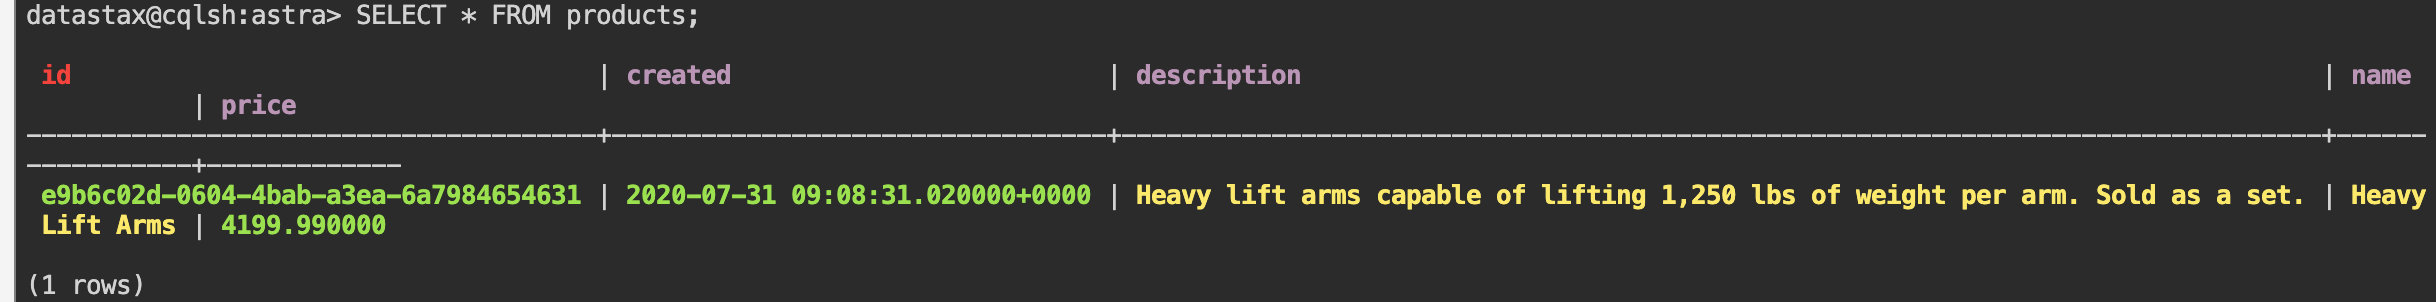 datastax@cqlsh:astra> SELECT * FROM products;
id | created | description | name
| price
--------------------------------------+---------------------------------+--------------------------------------------------------------------------------+------
-----------+-------------
e9b6c02d-0604-4bab-a3ea-6a7984654631 | 2020-07-31 09:08:31.020000+0000 | Heavy lift arms capable of lifting 1,250 lbs of weight per arm. Sold as a set. | Heavy
Lift Arms | 4199.990000
(1 rows)